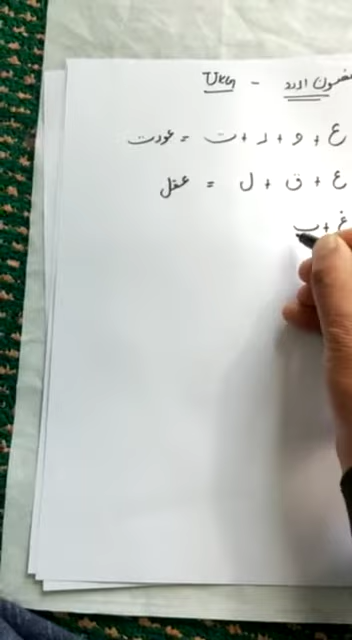 مضمون اردو - UKG
ع + و + ر + ت = عورت
ع + ق + ل = عقل
غ + ب